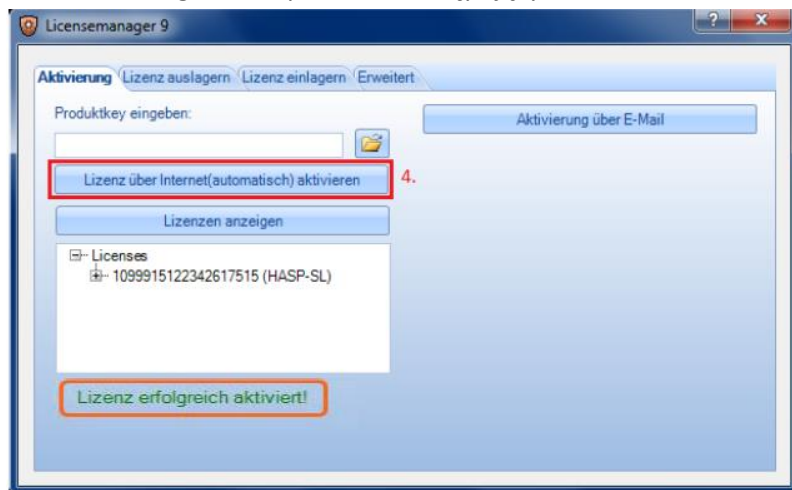 Licensemanager 9
Aktivierung Lizenz auslagern Lizenz einlagern Erweitert
Produktkey eingeben:
Aktivierung über E-Mail
Lizenz über Internet(automatisch) aktivieren
4.
Lizenzen anzeigen
Licenses
1099915122342617515 (HASP-SL)
Lizenz erfolgreich aktiviert!